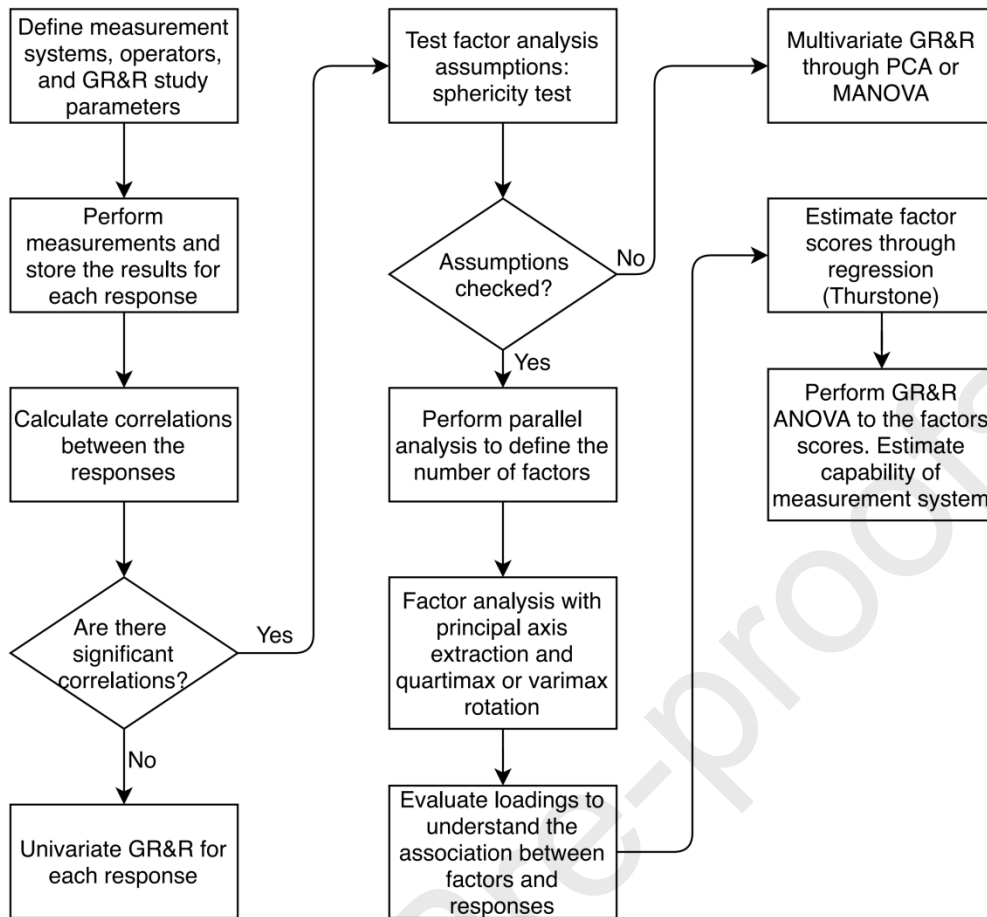 Define measurement
systems, operators,
and GR&R study
parameters
Perform
measurements and
store the results for
each response
Calculate correlations
between the
responses
Are there
significant
correlations?
Yes
No
Univariate GR&R for
each response
Test factor analysis
assumptions:
sphericity test
Assumptions
checked?
No
Yes
Perform parallel
analysis to define the
number of factors
Factor analysis with
principal axis
extraction and
quartimax or varimax
rotation
Evaluate loadings to
understand the
association between
factors and
responses
Multivariate GR&R
through PCA or
MANOVA
Estimate factor
scores through
regression
(Thurstone)
Perform GR&R
ANOVA to the factors
scores. Estimate
capability of
measurement system
re-proofs